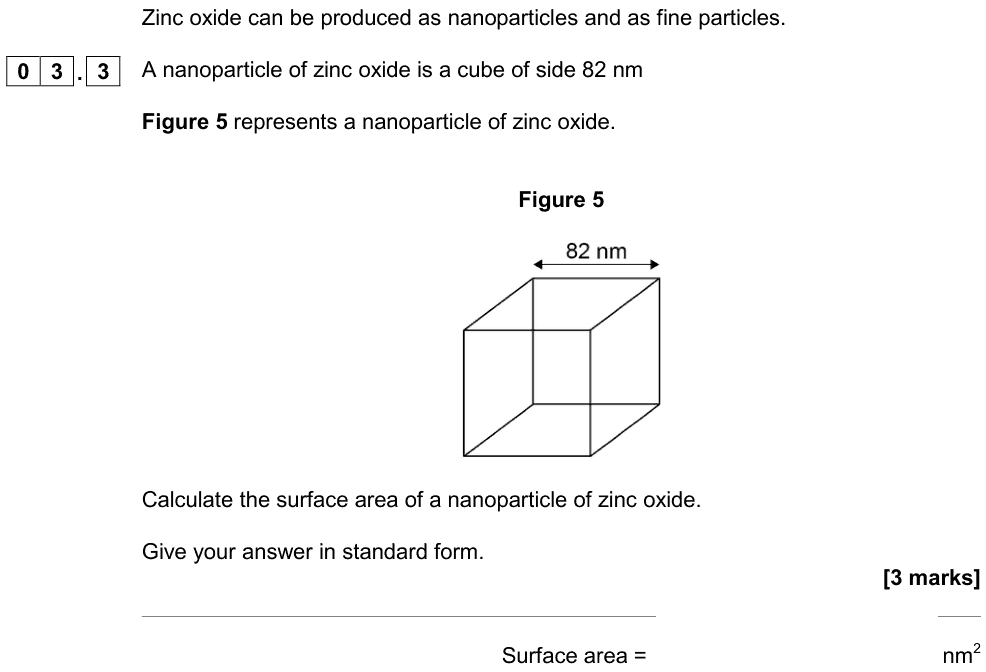 Zinc oxide can be produced as nanoparticles and as fine particles.
0 3 . 3 A nanoparticle of zinc oxide is a cube of side 82 nm
Figure 5 represents a nanoparticle of zinc oxide.
Figure 5
82 nm
Calculate the surface area of a nanoparticle of zinc oxide.
Give your answer in standard form.
[3 marks]
Surface area = nm²